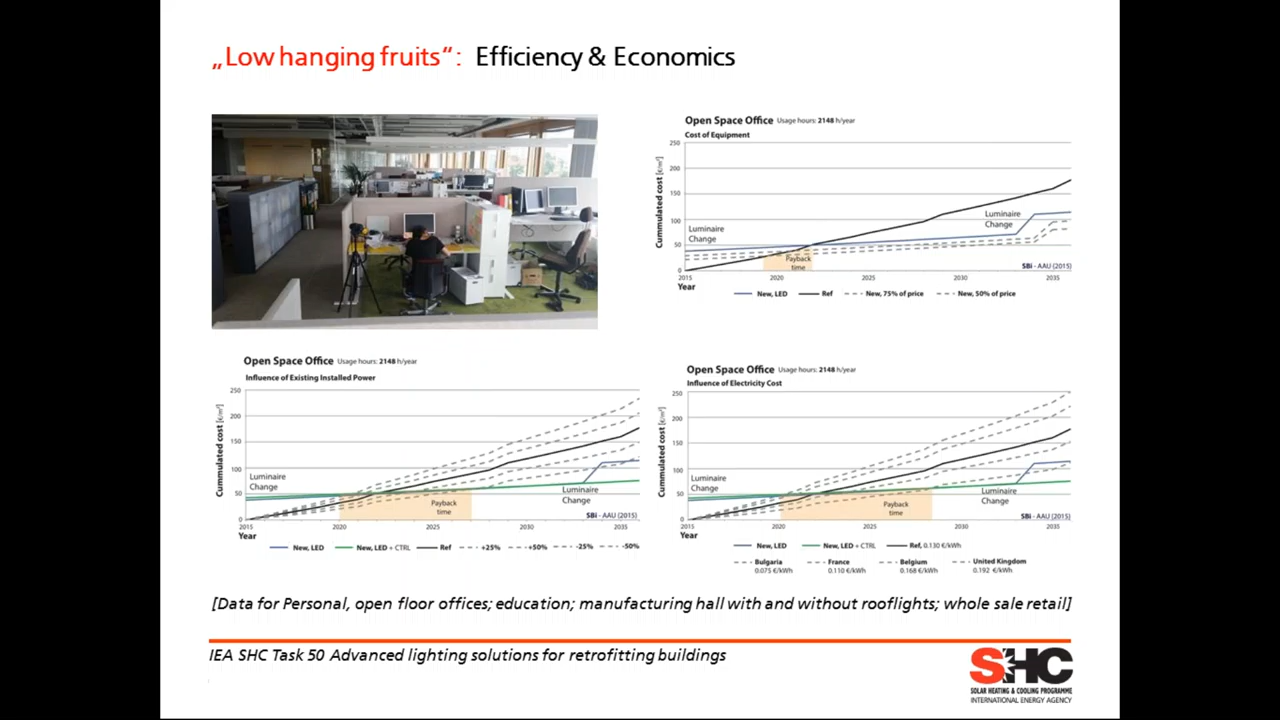 „Low hanging fruits“: Efficiency & Economics
Open Space Office Usage hours: 2148 h/year
Cost of Equipment
Cummulated cost [€/m²]
250
200
150
100
50
0
Luminaire
Change
Luminaire
Change
Payback
time
SBi - AAU (2015)
2015 2020 2025 2030 2035
Year
New, LED Ref New, 75% of price New, 50% of price
Open Space Office Usage hours: 2148 h/year
Influence of Existing Installed Power
Cummulated cost [€/m²]
250
200
150
100
50
0
Luminaire
Change
Payback
time
Luminaire
Change
SBi - AAU (2015)
2015 2020 2025 2030 2035
Year
New, LED New, LED + CTRL Ref +25% +50% -25% -50%
Open Space Office Usage hours: 2148 h/year
Influence of Electricity Cost
Cummulated cost [€/m²]
250
200
150
100
50
0
Luminaire
Change
Payback
time
Luminaire
Change
SBi - AAU (2015)
2015 2020 2025 2030 2035
Year
New, LED New, LED + CTRL Ref, 0.130 €/kWh
Bulgaria France Belgium United Kingdom
0.075 €/kWh 0.110 €/kWh 0.168 €/kWh 0.192 €/kWh
[Data for Personal, open floor offices; education; manufacturing hall with and without rooflights; whole sale retail]
IEA SHC Task 50 Advanced lighting solutions for retrofitting buildings
SHC
SOLAR HEATING & COOLING PROGRAMME
INTERNATIONAL ENERGY AGENCY